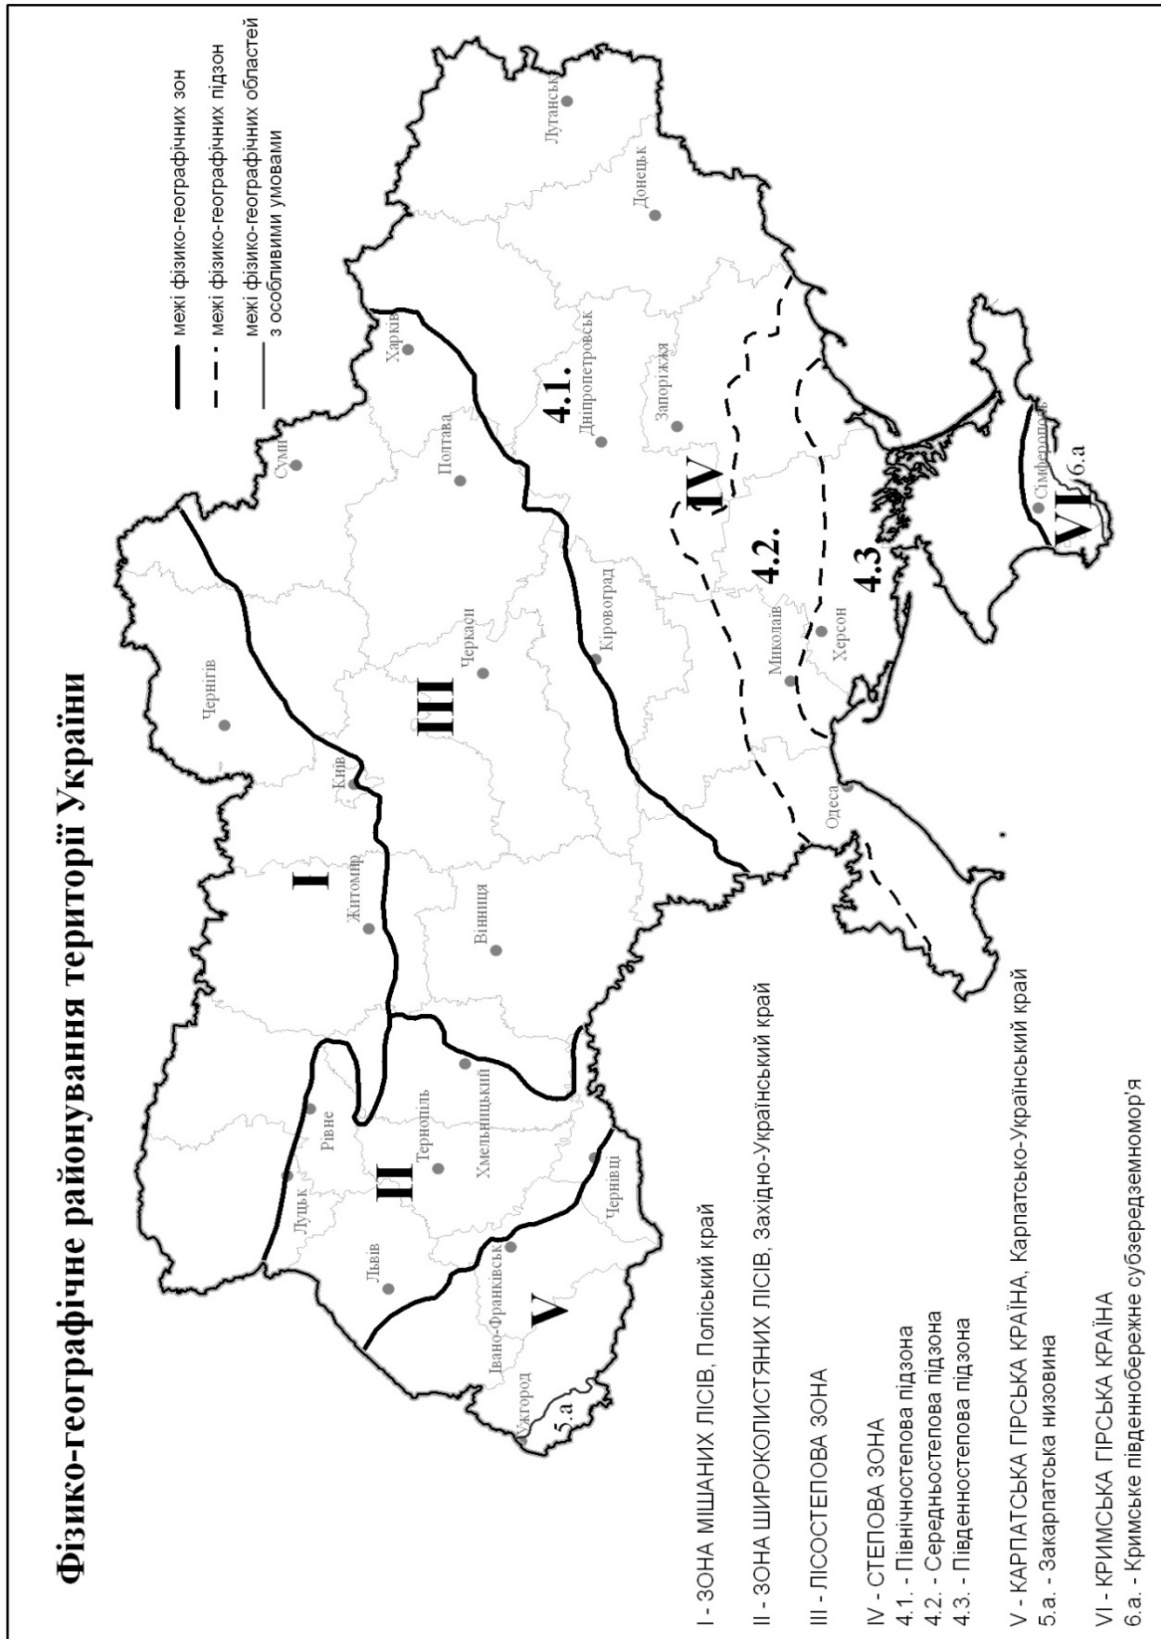 Фізико-географічне районування території України
межі фізико-географічних зон
межі фізико-географічних підзон
межі фізико-географічних областей
з особливими умовами
Чернігів
Суми
Київ
I
Житомир
Харків
Луцьк
Рівне
Полтава
Луганськ
Львів
II
Тернопіль
Хмельницький
III
Черкаси
Вінниця
Івано-Франківськ
V
Ужгород
5.а
Чернівці
Кіровоград
4.1.
Дніпропетровськ
Донецьк
Запоріжжя
IV
4.2.
Миколаїв
Херсон
4.3
Одеса
Сімферополь
VI
6.а
I - ЗОНА МІШАНИХ ЛІСІВ, Поліський край
II - ЗОНА ШИРОКОЛИСТЯНИХ ЛІСІВ, Західно-Український край
III - ЛІСОСТЕПОВА ЗОНА
IV - СТЕПОВА ЗОНА
4.1. - Північностепова підзона
4.2. - Середньостепова підзона
4.3. - Південностепова підзона
V - КАРПАТСЬКА ГІРСЬКА КРАЇНА, Карпатсько-Український край
5.а. - Закарпатська низовина
VI - КРИМСЬКА ГІРСЬКА КРАЇНА
6.а. - Кримське південнобережне субзередземномор'я